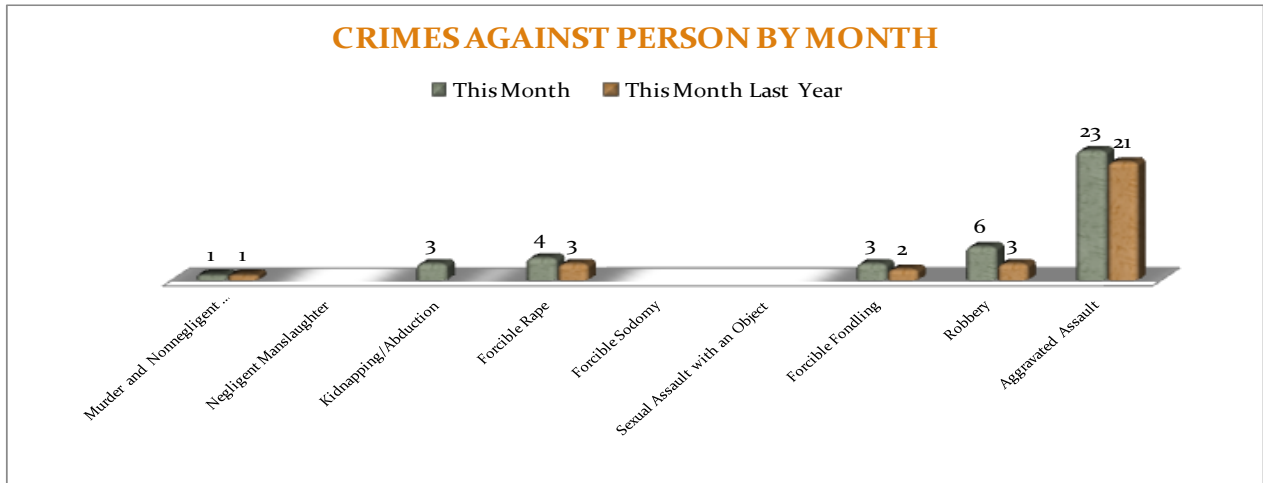 CRIMES AGAINST PERSON BY MONTH
This Month This Month Last Year
23
21
6
4
3
3
3
3
2
1
1
Murder and Nonnegligent ...
Negligent Manslaughter
Kidnapping/Abduction
Forcible Rape
Forcible Sodomy
Sexual Assault with an Object
Forcible Fondling
Robbery
Aggravated Assault